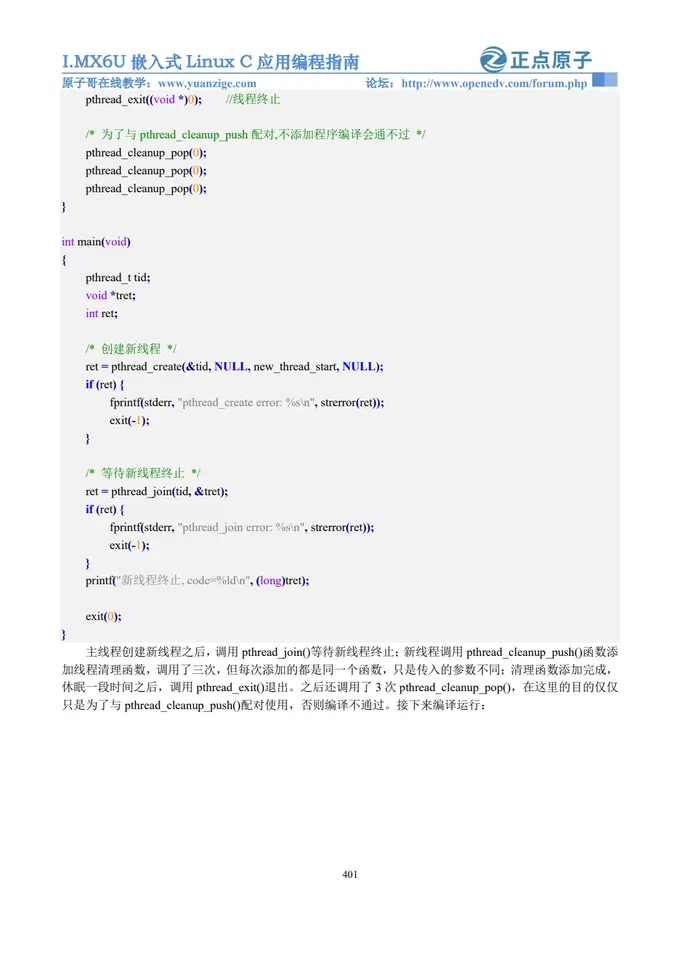 I.MX6U 嵌入式 Linux C 应用编程指南
正点原子
原子哥在线教学：www.yuanzige.com 论坛：http://www.openedv.com/forum.php
pthread_exit((void *)0); //线程终止
/* 为了与 pthread_cleanup_push 配对,不添加程序编译会通不过 */
pthread_cleanup_pop(0);
pthread_cleanup_pop(0);
pthread_cleanup_pop(0);
}
int main(void)
{
pthread_t tid;
void *tret;
int ret;
/* 创建新线程 */
ret = pthread_create(&tid, NULL, new_thread_start, NULL);
if (ret) {
fprintf(stderr, "pthread_create error: %s\n", strerror(ret));
exit(-1);
}
/* 等待新线程终止 */
ret = pthread_join(tid, &tret);
if (ret) {
fprintf(stderr, "pthread_join error: %s\n", strerror(ret));
exit(-1);
}
printf("新线程终止, code=%ld\n", (long)tret);
exit(0);
}
主线程创建新线程之后，调用 pthread_join()等待新线程终止；新线程调用 pthread_cleanup_push()函数添
加线程清理函数，调用了三次，但每次添加的都是同一个函数，只是传入的参数不同；清理函数添加完成，
休眠一段时间之后，调用 pthread_exit()退出。之后还调用了 3 次 pthread_cleanup_pop()，在这里的目的仅仅
只是为了与 pthread_cleanup_push()配对使用，否则编译不通过。接下来编译运行：
401